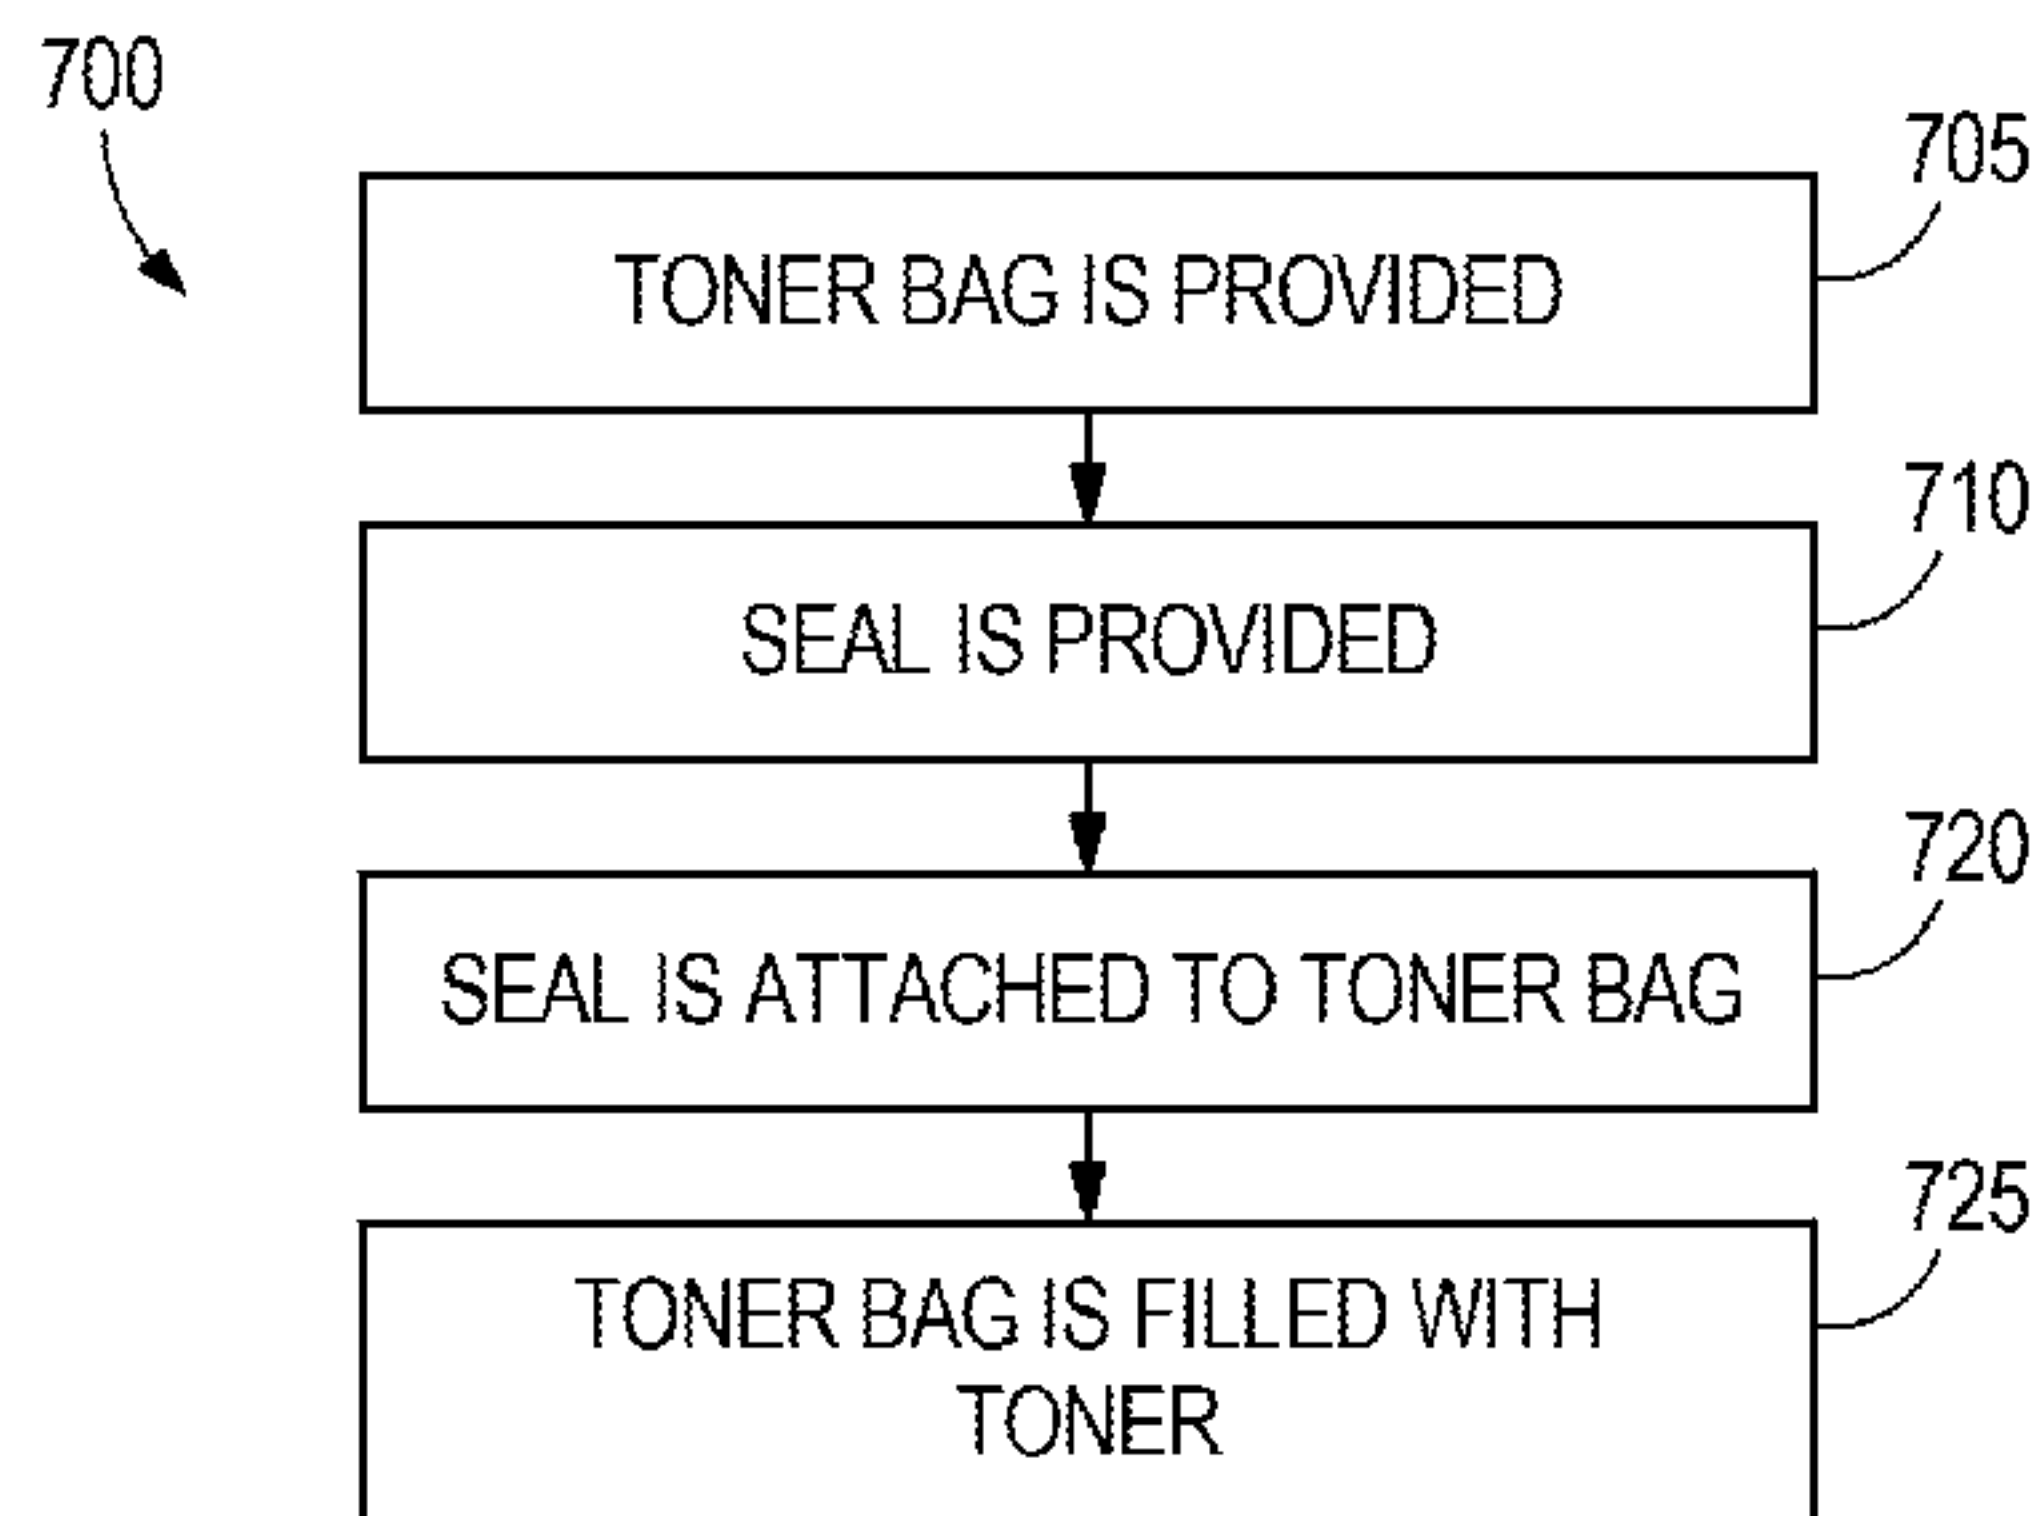 700
705
TONER BAG IS PROVIDED
710
SEAL IS PROVIDED
720
SEAL IS ATTACHED TO TONER BAG
725
TONER BAG IS FILLED WITH
TONER